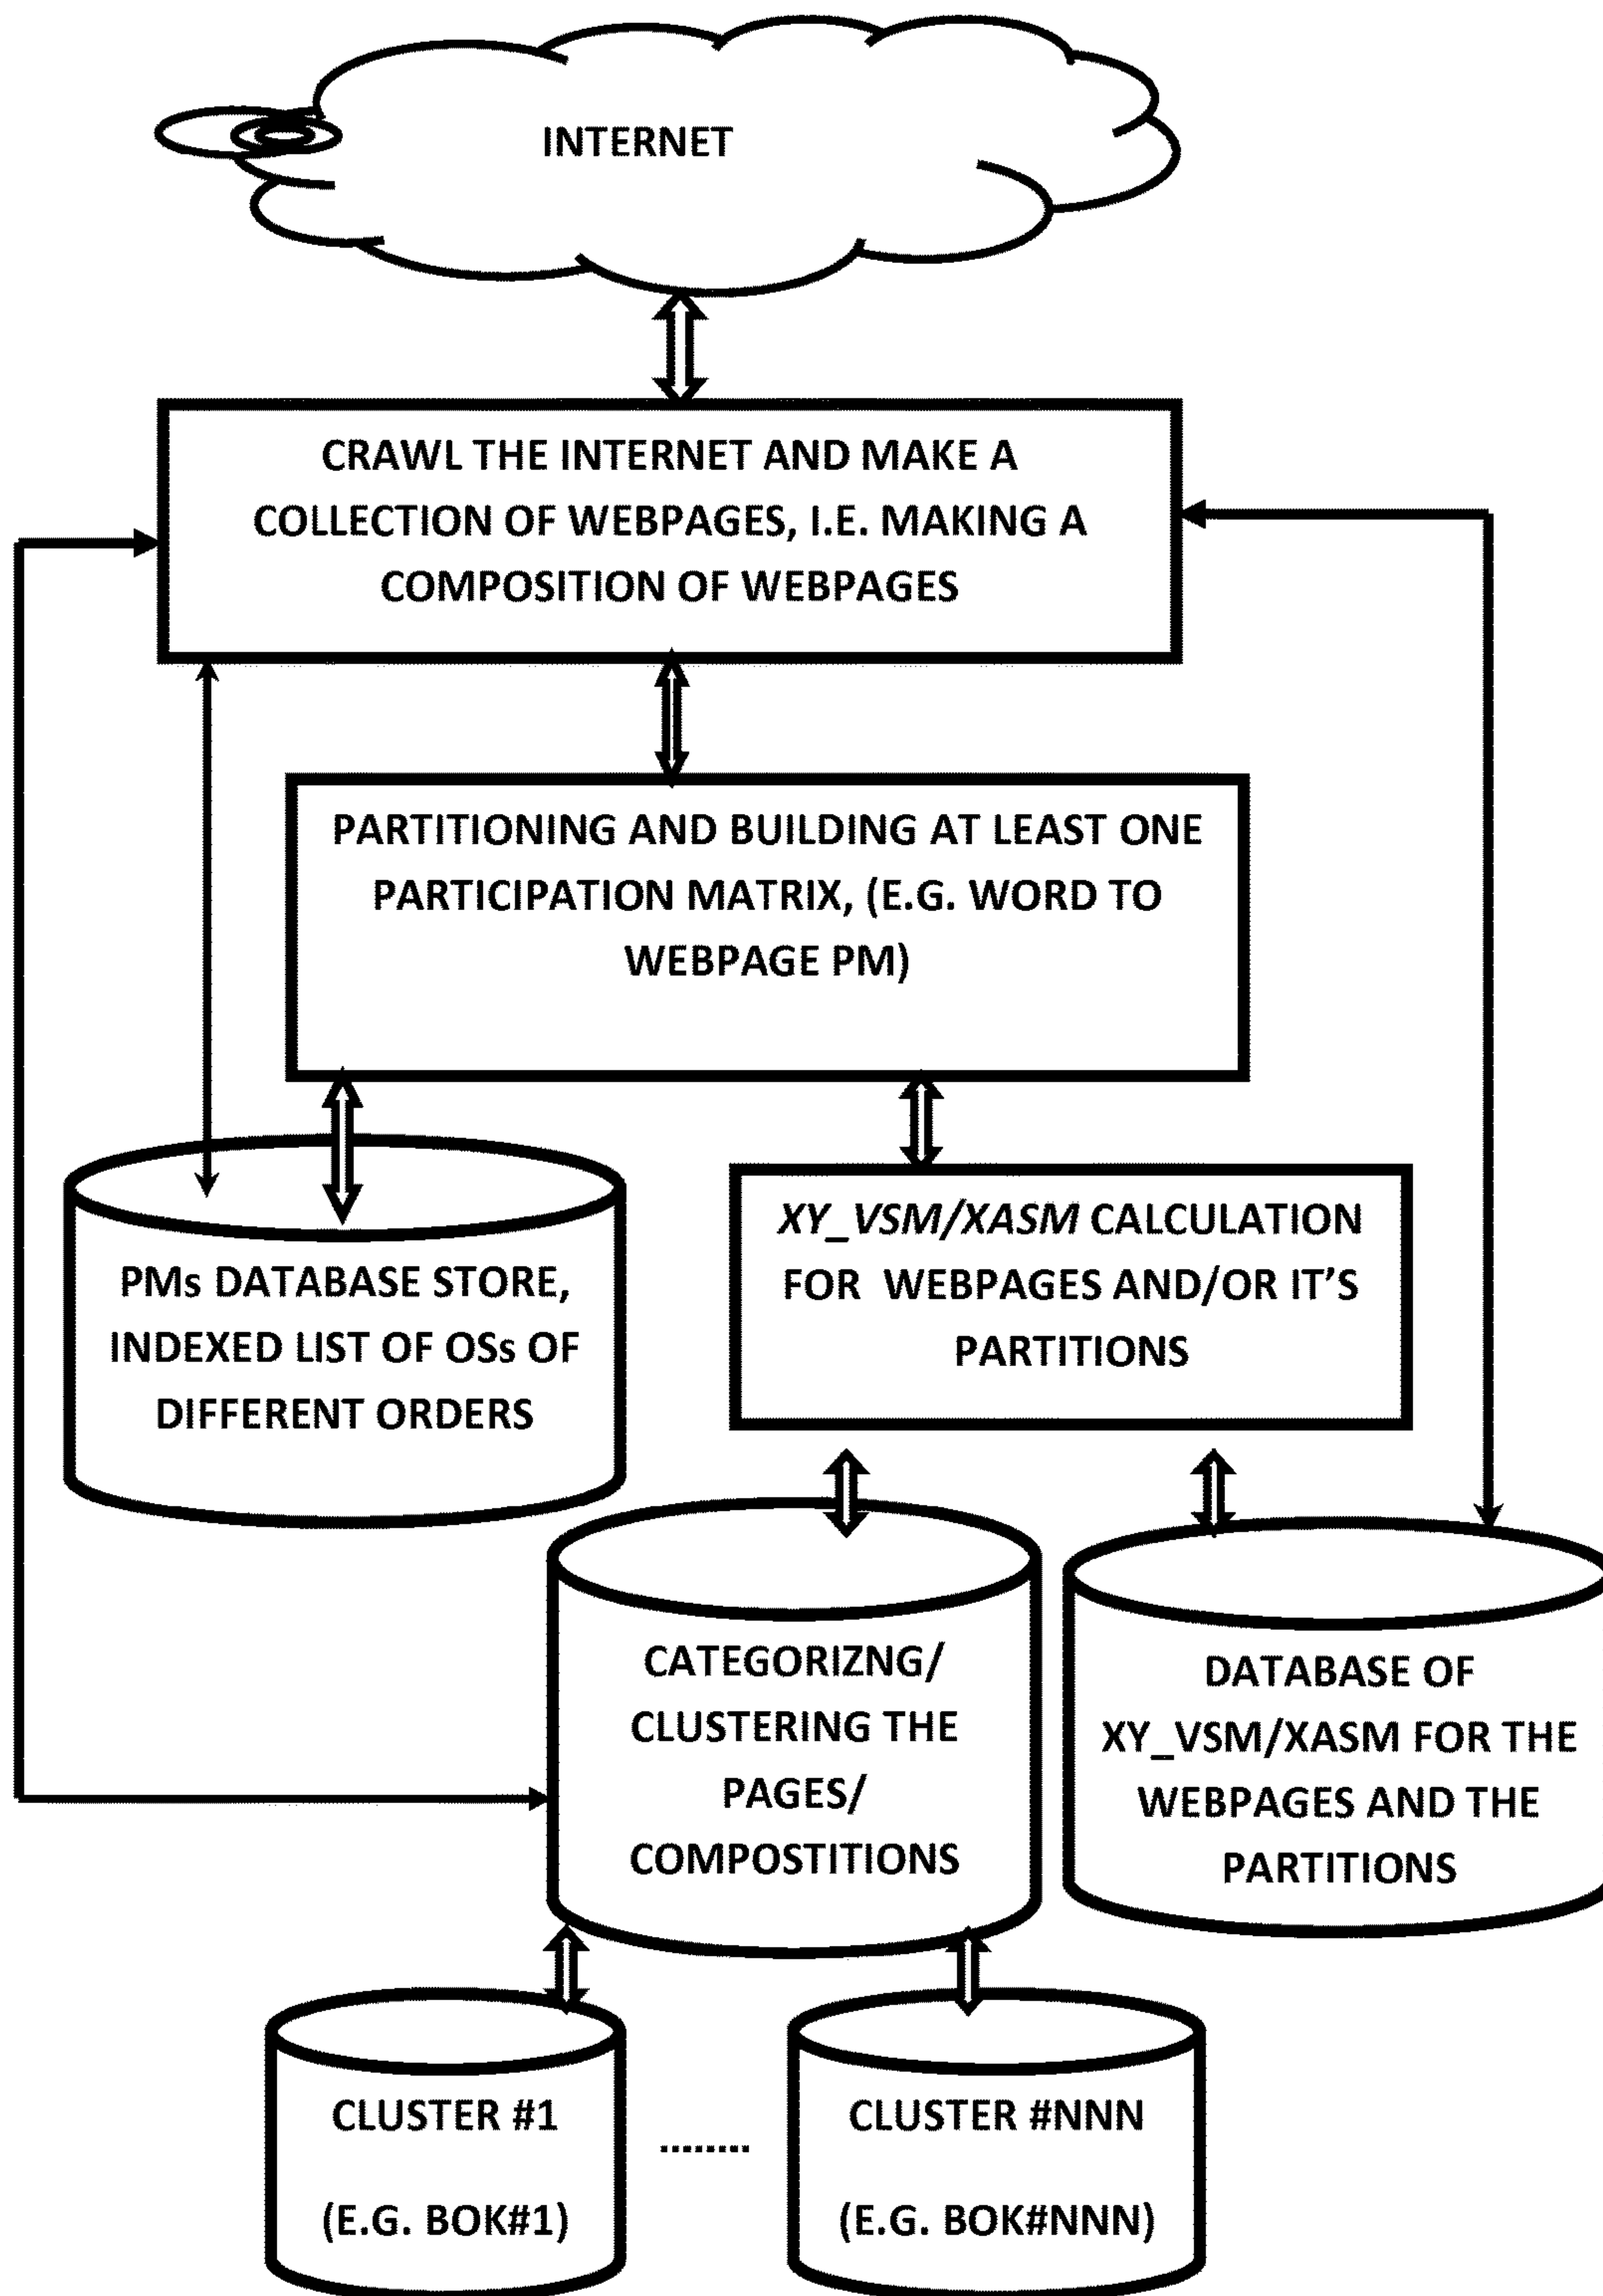 INTERNET
CRAWL THE INTERNET AND MAKE A
COLLECTION OF WEBPAGES, I.E. MAKING A
COMPOSITION OF WEBPAGES
PARTITIONING AND BUILDING AT LEAST ONE
PARTICIPATION MATRIX, (E.G. WORD TO
WEBPAGE PM)
PMs DATABASE STORE,
INDEXED LIST OF OSs OF
DIFFERENT ORDERS
XY_VSM/XASM CALCULATION
FOR WEBPAGES AND/OR IT'S
PARTITIONS
CATEGORIZNG/
CLUSTERING THE
PAGES/
COMPOSTITIONS
DATABASE OF
XY_VSM/XASM FOR THE
WEBPAGES AND THE
PARTITIONS
CLUSTER #1
(E.G. BOK#1)
........
CLUSTER #NNN
(E.G. BOK#NNN)